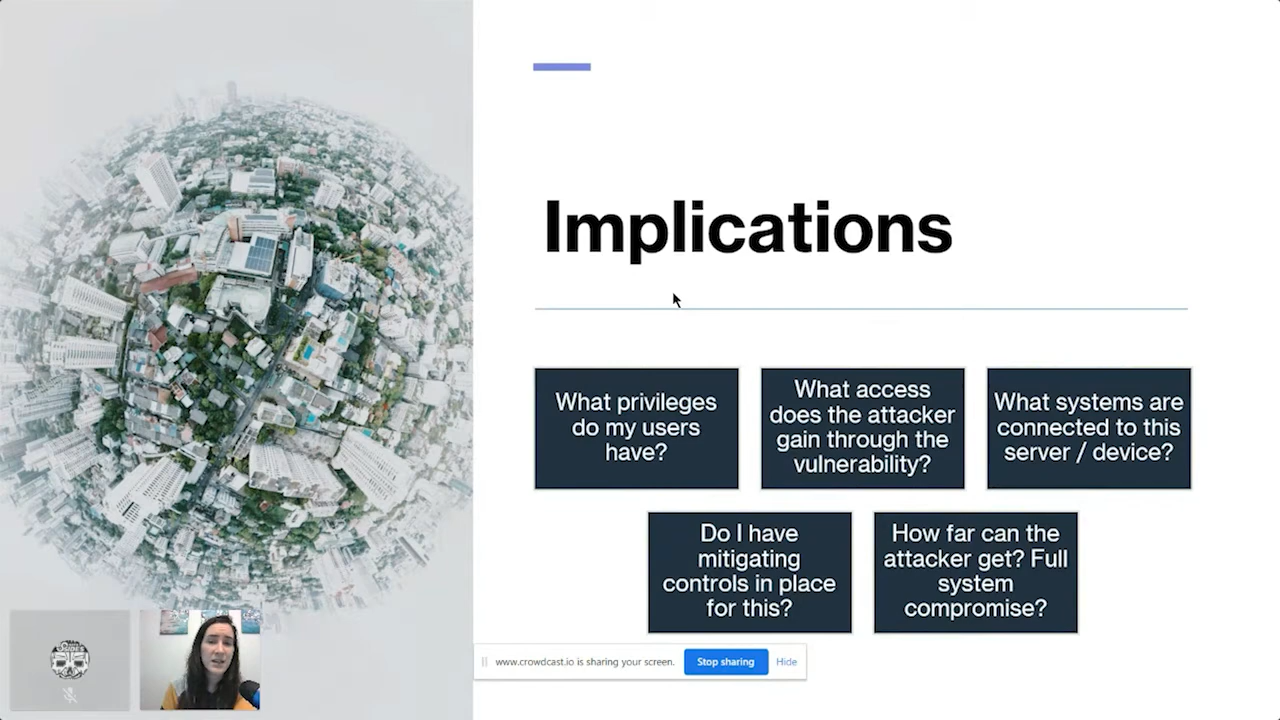 Implications
What privileges
do my users
have?
What access
does the attacker
gain through the
vulnerability?
What systems are
connected to this
server / device?
Do I have
mitigating
controls in place
for this?
How far can the
attacker get? Full
system
compromise?
www.crowdcast.io is sharing your screen.
Stop sharing
Hide
SIDES